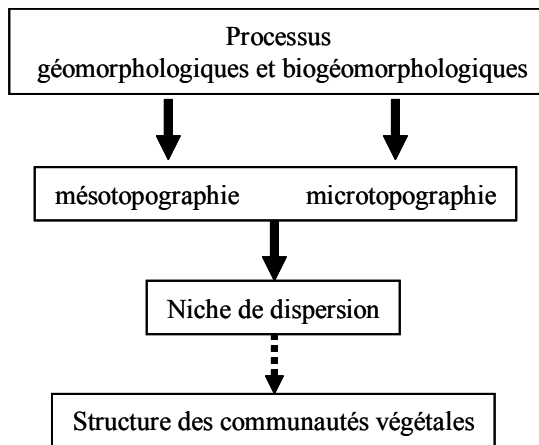 Processus
géomorphologiques et biogéomorphologiques
mésotopographie microtopographie
Niche de dispersion
Structure des communautés végétales